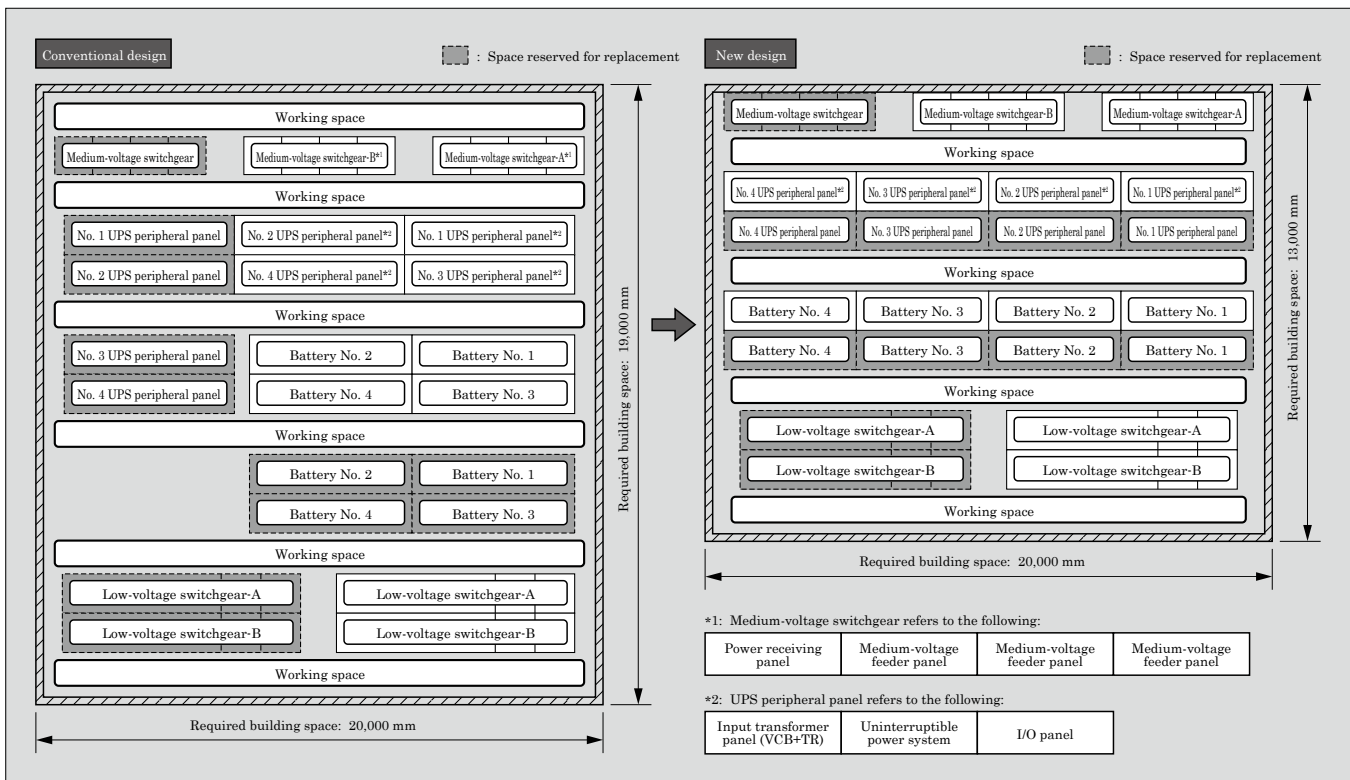 Conventional design
: Space reserved for replacement
Working space
Medium-voltage switchgear
Medium-voltage switchgear-B*1
Medium-voltage switchgear-A*1
Working space
No. 1 UPS peripheral panel
No. 2 UPS peripheral panel*2
No. 1 UPS peripheral panel*2
No. 2 UPS peripheral panel
No. 4 UPS peripheral panel*2
No. 3 UPS peripheral panel*2
Working space
No. 3 UPS peripheral panel
Battery No. 2
Battery No. 1
No. 4 UPS peripheral panel
Battery No. 4
Battery No. 3
Working space
Battery No. 2
Battery No. 1
Battery No. 4
Battery No. 3
Working space
Low-voltage switchgear-A
Low-voltage switchgear-A
Low-voltage switchgear-B
Low-voltage switchgear-B
Working space
Required building space: 19,000 mm
Required building space: 20,000 mm
New design
: Space reserved for replacement
Medium-voltage switchgear
Medium-voltage switchgear-B
Medium-voltage switchgear-A
Working space
No. 4 UPS peripheral panel*2
No. 3 UPS peripheral panel*2
No. 2 UPS peripheral panel*2
No. 1 UPS peripheral panel*2
No. 4 UPS peripheral panel
No. 3 UPS peripheral panel
No. 2 UPS peripheral panel
No. 1 UPS peripheral panel
Working space
Battery No. 4
Battery No. 3
Battery No. 2
Battery No. 1
Battery No. 4
Battery No. 3
Battery No. 2
Battery No. 1
Working space
Low-voltage switchgear-A
Low-voltage switchgear-A
Low-voltage switchgear-B
Low-voltage switchgear-B
Working space
Required building space: 13,000 mm
Required building space: 20,000 mm
*1: Medium-voltage switchgear refers to the following:
Power receiving
panel
Medium-voltage
feeder panel
Medium-voltage
feeder panel
Medium-voltage
feeder panel
*2: UPS peripheral panel refers to the following:
Input transformer
panel (VCB+TR)
Uninterruptible
power system
I/O panel